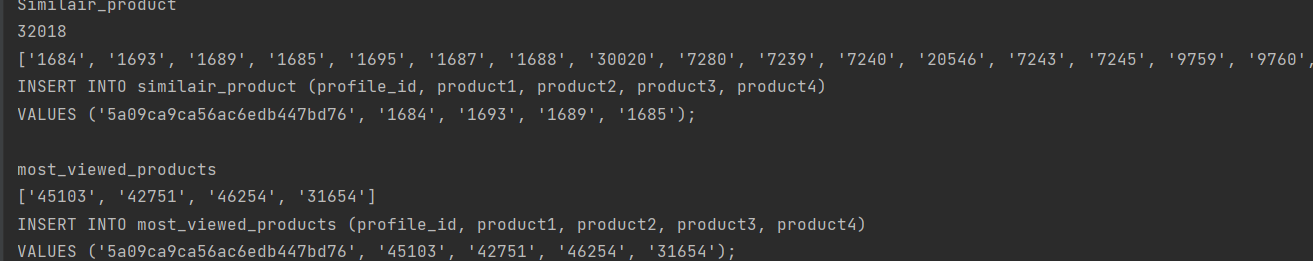 Similair_product
32018
['1684', '1693', '1689', '1685', '1695', '1687', '1688', '30020', '7280', '7239', '7240', '20546', '7243', '7245', '9759', '9760',
INSERT INTO similair_product (profile_id, product1, product2, product3, product4)
VALUES ('5a09ca9ca56ac6edb447bd76', '1684', '1693', '1689', '1685');
most_viewed_products
['45103', '42751', '46254', '31654']
INSERT INTO most_viewed_products (profile_id, product1, product2, product3, product4)
VALUES ('5a09ca9ca56ac6edb447bd76', '45103', '42751', '46254', '31654');